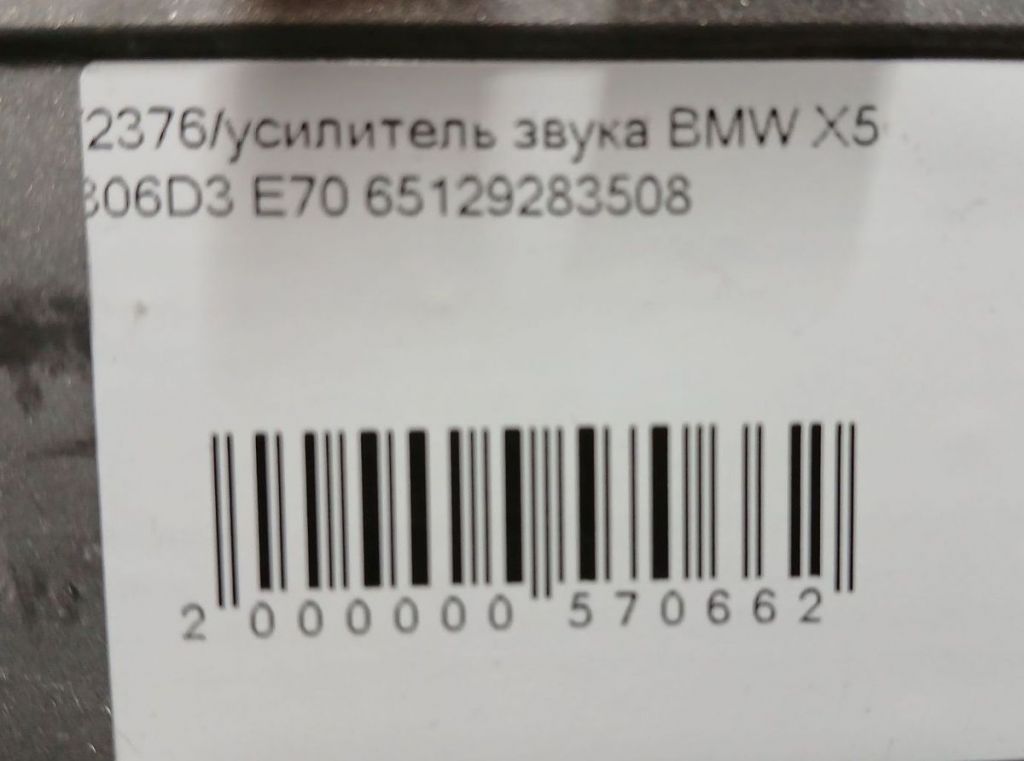 2376/усилитель звука BMW X5
306D3 E70 65129283508
2 000000 570662